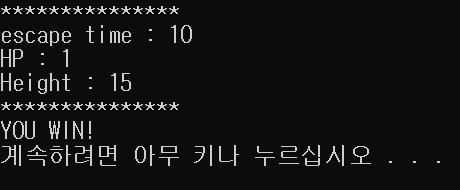 ***************
escape time : 10
HP : 1
Height : 15
***************
YOU WIN!
계속하려면 아무 키나 누르십시오 . . .